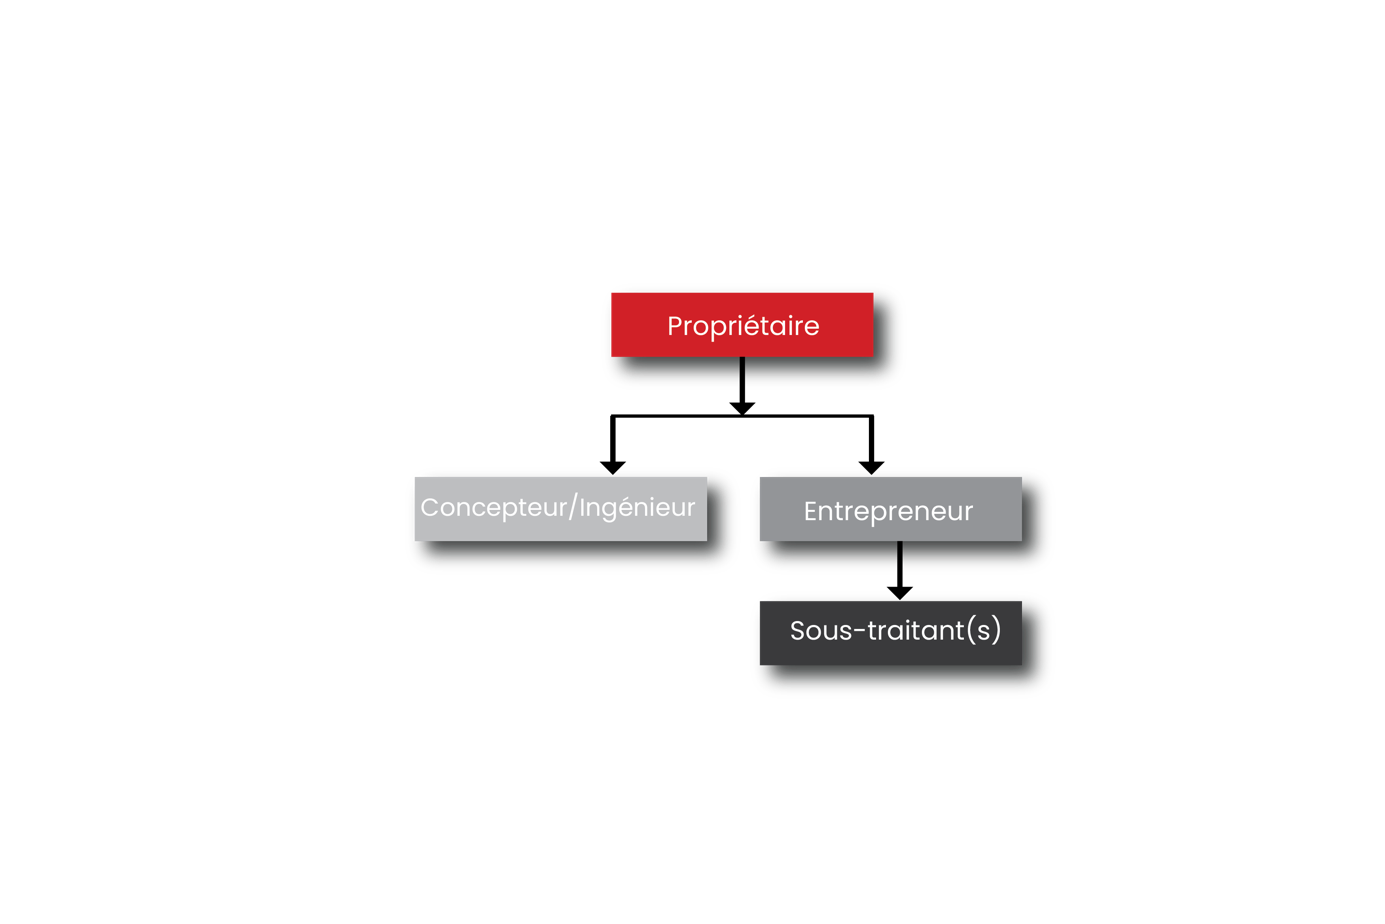 Propriétaire
Concepteur/Ingénieur
Entrepreneur
Sous-traitant(s)